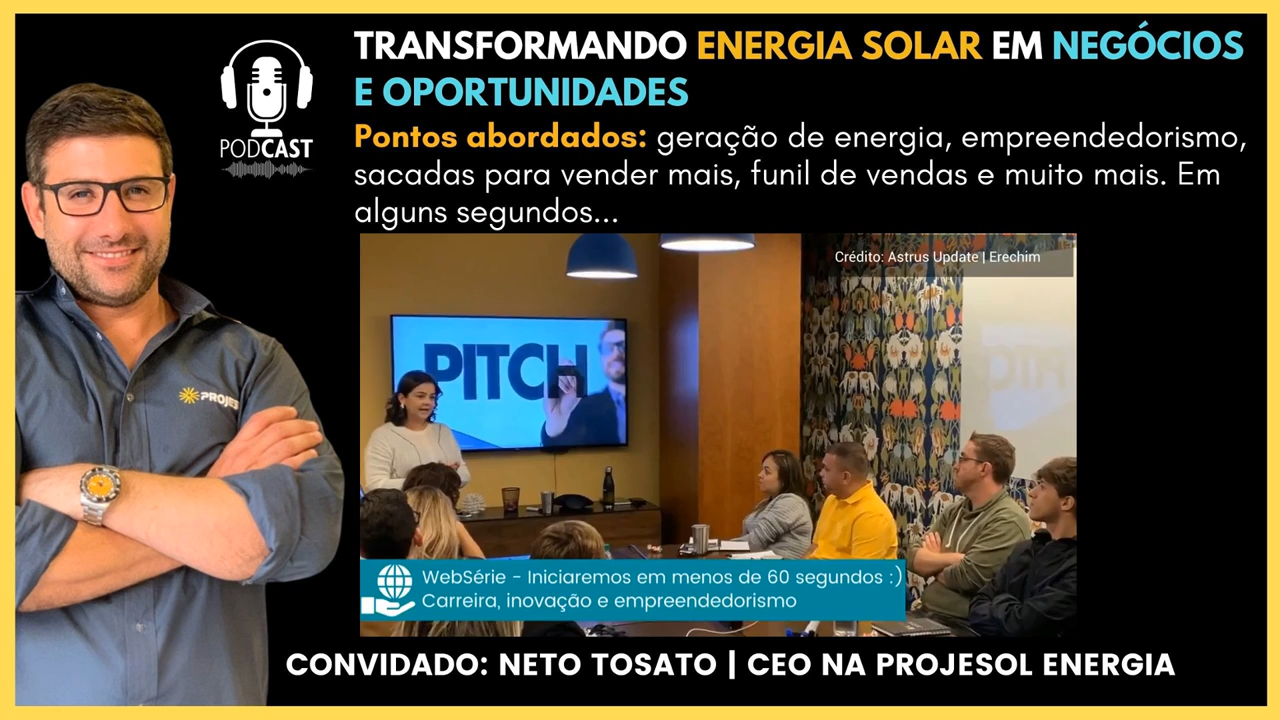 TRANSFORMANDO ENERGIA SOLAR EM NEGÓCIOS
E OPORTUNIDADES
PODCAST
Pontos abordados: geração de energia, empreendedorismo,
sacadas para vender mais, funil de vendas e muito mais. Em
alguns segundos...
Crédito: Astrus Update | Erechim
PITCH
PROJES
WebSérie - Iniciaremos em menos de 60 segundos :)
Carreira, inovação e empreendedorismo
CONVIDADO: NETO TOSATO | CEO NA PROJESOL ENERGIA